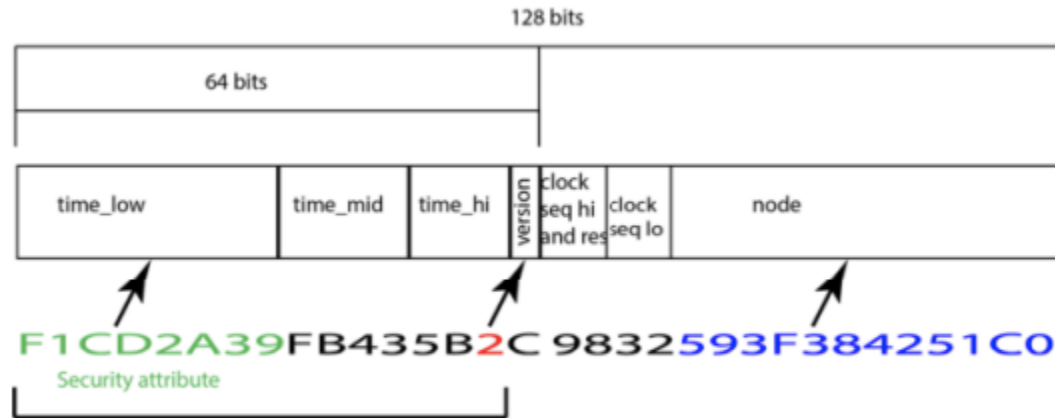 128 bits
64 bits
time_low time_mid time_hi version clock seq hi and res clock seq lo node
F1CD2A39FB435B2C 9832593F384251C0
Security attribute